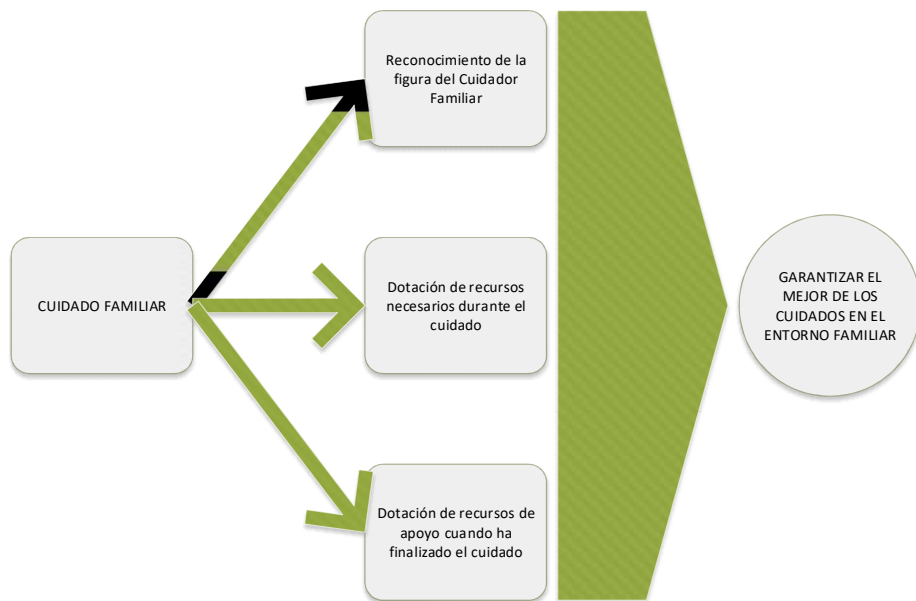 Reconocimiento de la
figura del Cuidador
Familiar
CUIDADO FAMILIAR
Dotación de recursos
necesarios durante el
cuidado
Dotación de recursos de
apoyo cuando ha
finalizado el cuidado
GARANTIZAR EL
MEJOR DE LOS
CUIDADOS EN EL
ENTORNO FAMILIAR